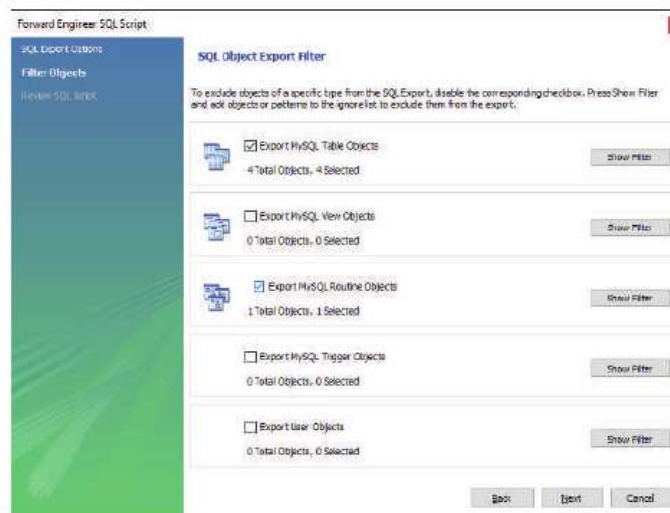 Forward Engineer SQL Script
SQL Export Options
Filter Objects
Review SQL Script
SQL Object Export Filter
To exclude objects of a specific type from the SQL Export, disable the corresponding checkbox. Press Show Filter
and add objects or patterns to the ignore list to exclude them from the export.
Export MySQL Table Objects
4 Total Objects, 4 Selected
Show Filter
Export MySQL View Objects
0 Total Objects, 0 Selected
Show Filter
Export MySQL Routine Objects
1 Total Objects, 1 Selected
Show Filter
Export MySQL Trigger Objects
0 Total Objects, 0 Selected
Show Filter
Export User Objects
0 Total Objects, 0 Selected
Show Filter
Back
Next
Cancel